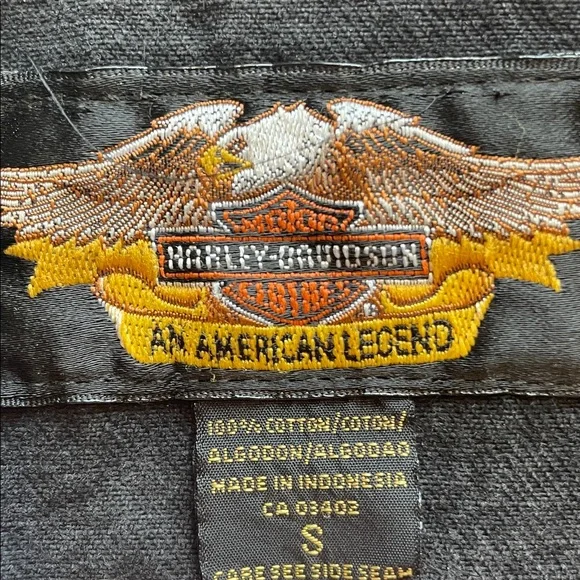 MOTOR
HARLEY-DAVIDSON
CYCLES
®
AN AMERICAN LEGEND
100% COTTON/COTON/
ALGODON/ALGODAO
MADE IN INDONESIA
CA 03402
S
CARE SEE SIDE SEAM